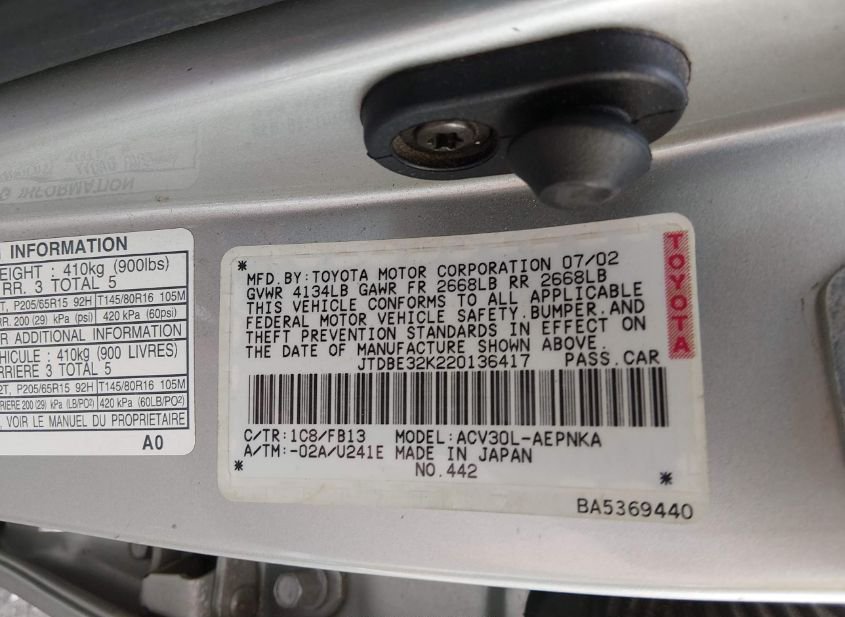 INFORMATION
EIGHT : 410kg (900lbs)
RR. 3 TOTAL 5
2T, P205/65R15 92H T145/80R16 105M
RR. 200 (29) kPa (psi) 420 kPa (60psi)
R ADDITIONAL INFORMATION
HICULE : 410kg (900 LIVRES)
RRIERE 3 TOTAL 5
2T, P205/65R15 92H T145/80R16 105M
RIERE 200 (29) kPa (LB/PO²) 420 kPa (60LB/PO²)
, VOIR LE MANUEL DU PROPRIETAIRE
A0
MFD.BY:TOYOTA MOTOR CORPORATION 07/02
GVWR 4134LB GAWR FR 2668LB RR 2668LB
THIS VEHICLE CONFORMS TO ALL APPLICABLE
FEDERAL MOTOR VEHICLE SAFETY,BUMPER,AND
THEFT PREVENTION STANDARDS IN EFFECT ON
THE DATE OF MANUFACTURE SHOWN ABOVE.
JTDBE32K220136417 PASS.CAR
C/TR:1C8/FB13 MODEL:ACV30L-AEPNKA
A/TM:-02A/U241E MADE IN JAPAN
NO.442
TOYOTA
BA5369440